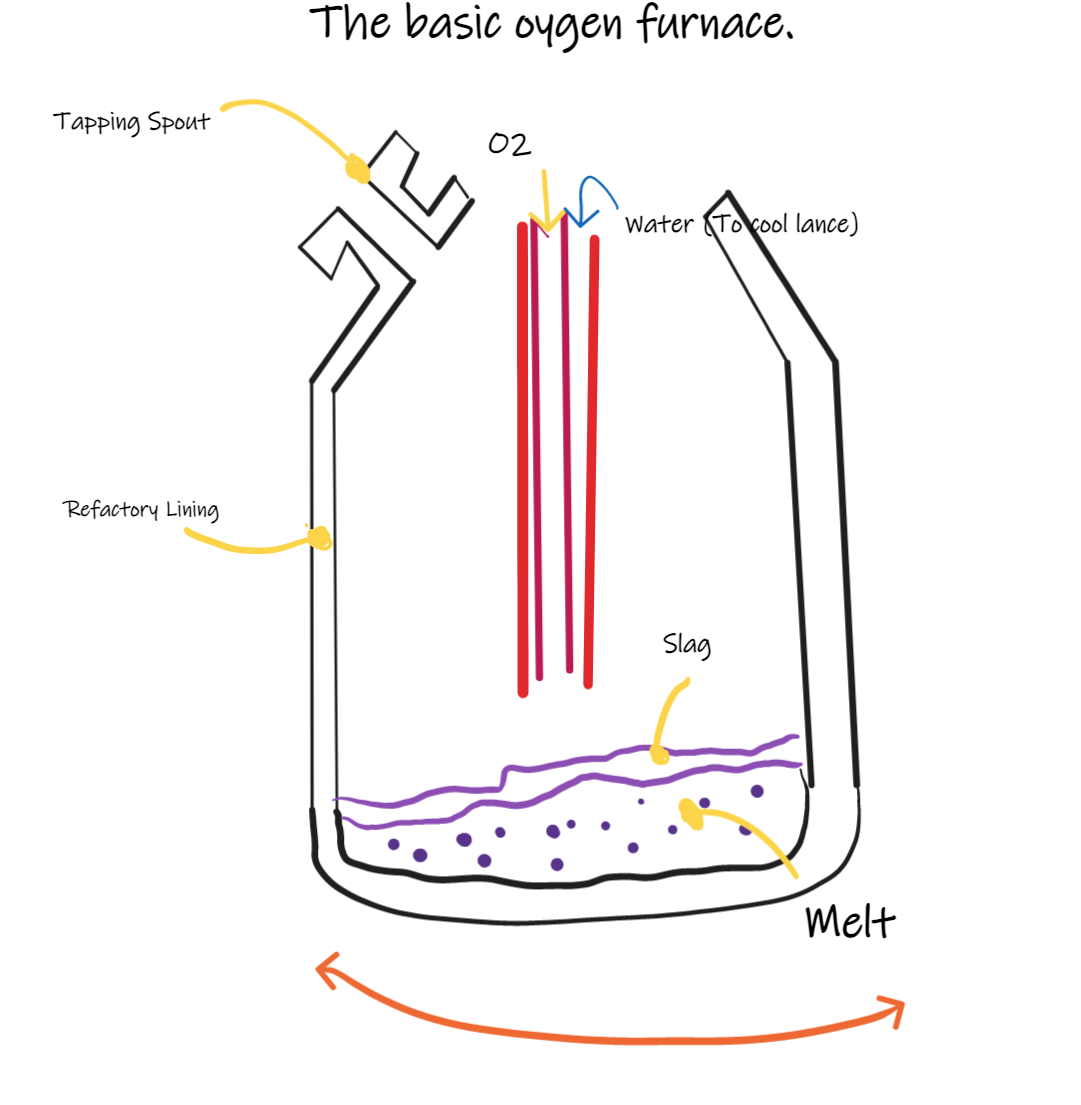 The basic oygen furnace.
Tapping Spout
O2
Water (To cool lance)
Refactory Lining
Slag
Melt